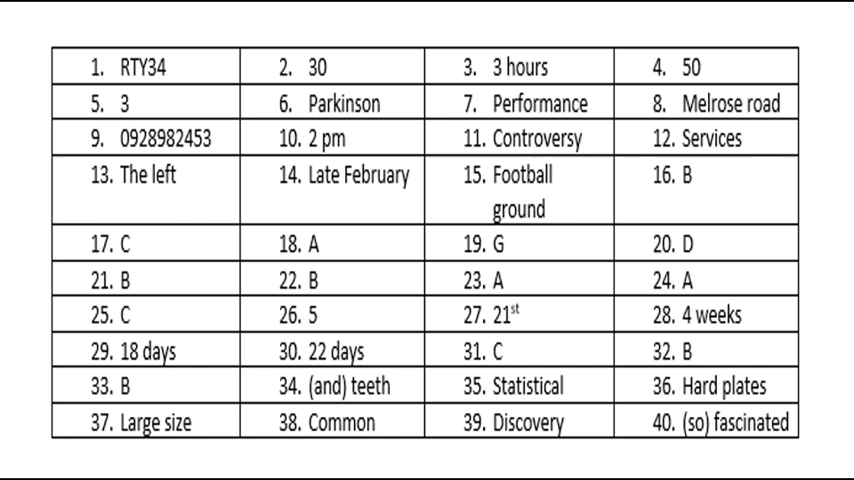 1. RTY34 2. 30 3. 3 hours 4. 50
5. 3 6. Parkinson 7. Performance 8. Melrose road
9. 0928982453 10. 2 pm 11. Controversy 12. Services
13. The left 14. Late February 15. Football ground 16. B
17. C 18. A 19. G 20. D
21. B 22. B 23. A 24. A
25. C 26. 5 27. 21st 28. 4 weeks
29. 18 days 30. 22 days 31. C 32. B
33. B 34. (and) teeth 35. Statistical 36. Hard plates
37. Large size 38. Common 39. Discovery 40. (so) fascinated